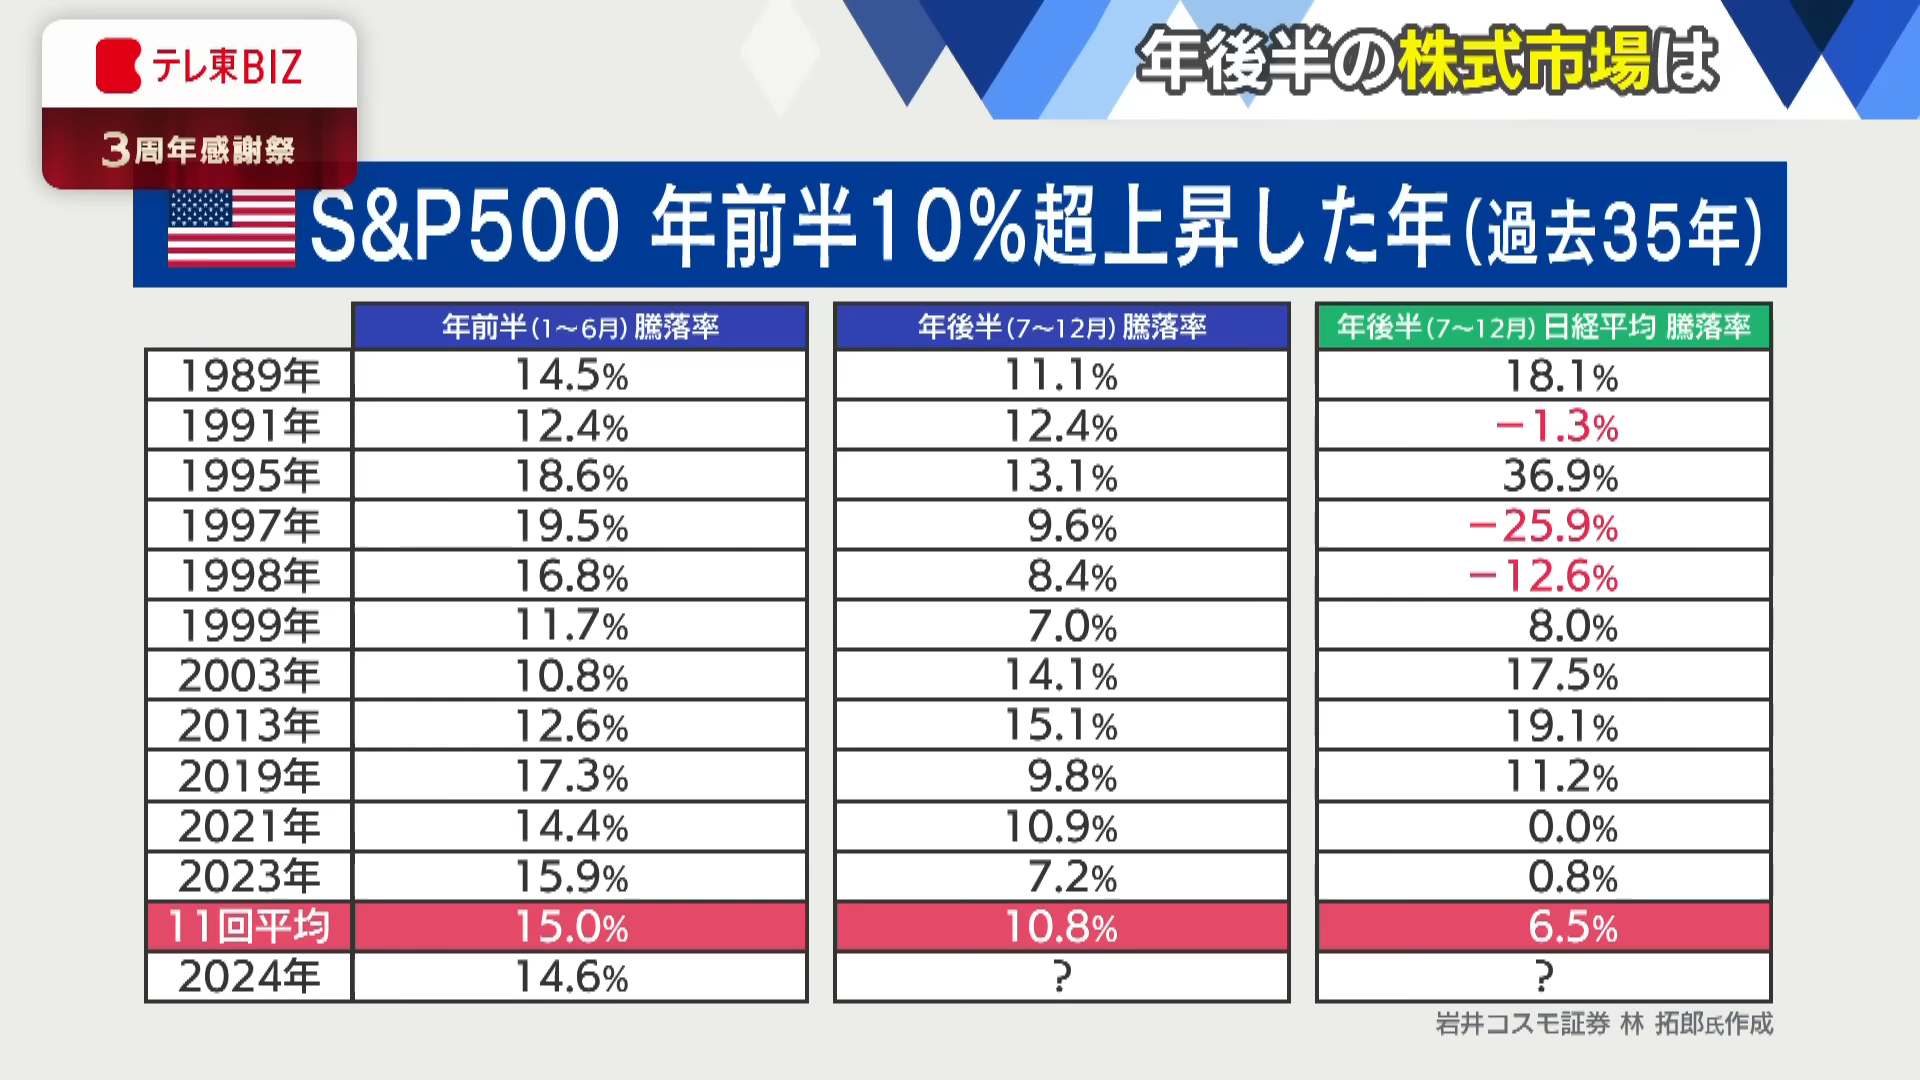 テレ東BIZ
3周年感謝祭
年後半の株式市場は
S&P500 年前半10%超上昇した年(過去35年)
年前半(1〜6月)騰落率 年後半(7〜12月)騰落率 年後半(7〜12月)日経平均 騰落率
1989年 14.5% 11.1% 18.1%
1991年 12.4% 12.4% −1.3%
1995年 18.6% 13.1% 36.9%
1997年 19.5% 9.6% −25.9%
1998年 16.8% 8.4% −12.6%
1999年 11.7% 7.0% 8.0%
2003年 10.8% 14.1% 17.5%
2013年 12.6% 15.1% 19.1%
2019年 17.3% 9.8% 11.2%
2021年 14.4% 10.9% 0.0%
2023年 15.9% 7.2% 0.8%
11回平均 15.0% 10.8% 6.5%
2024年 14.6% ? ?
岩井コスモ証券 林 拓郎氏作成